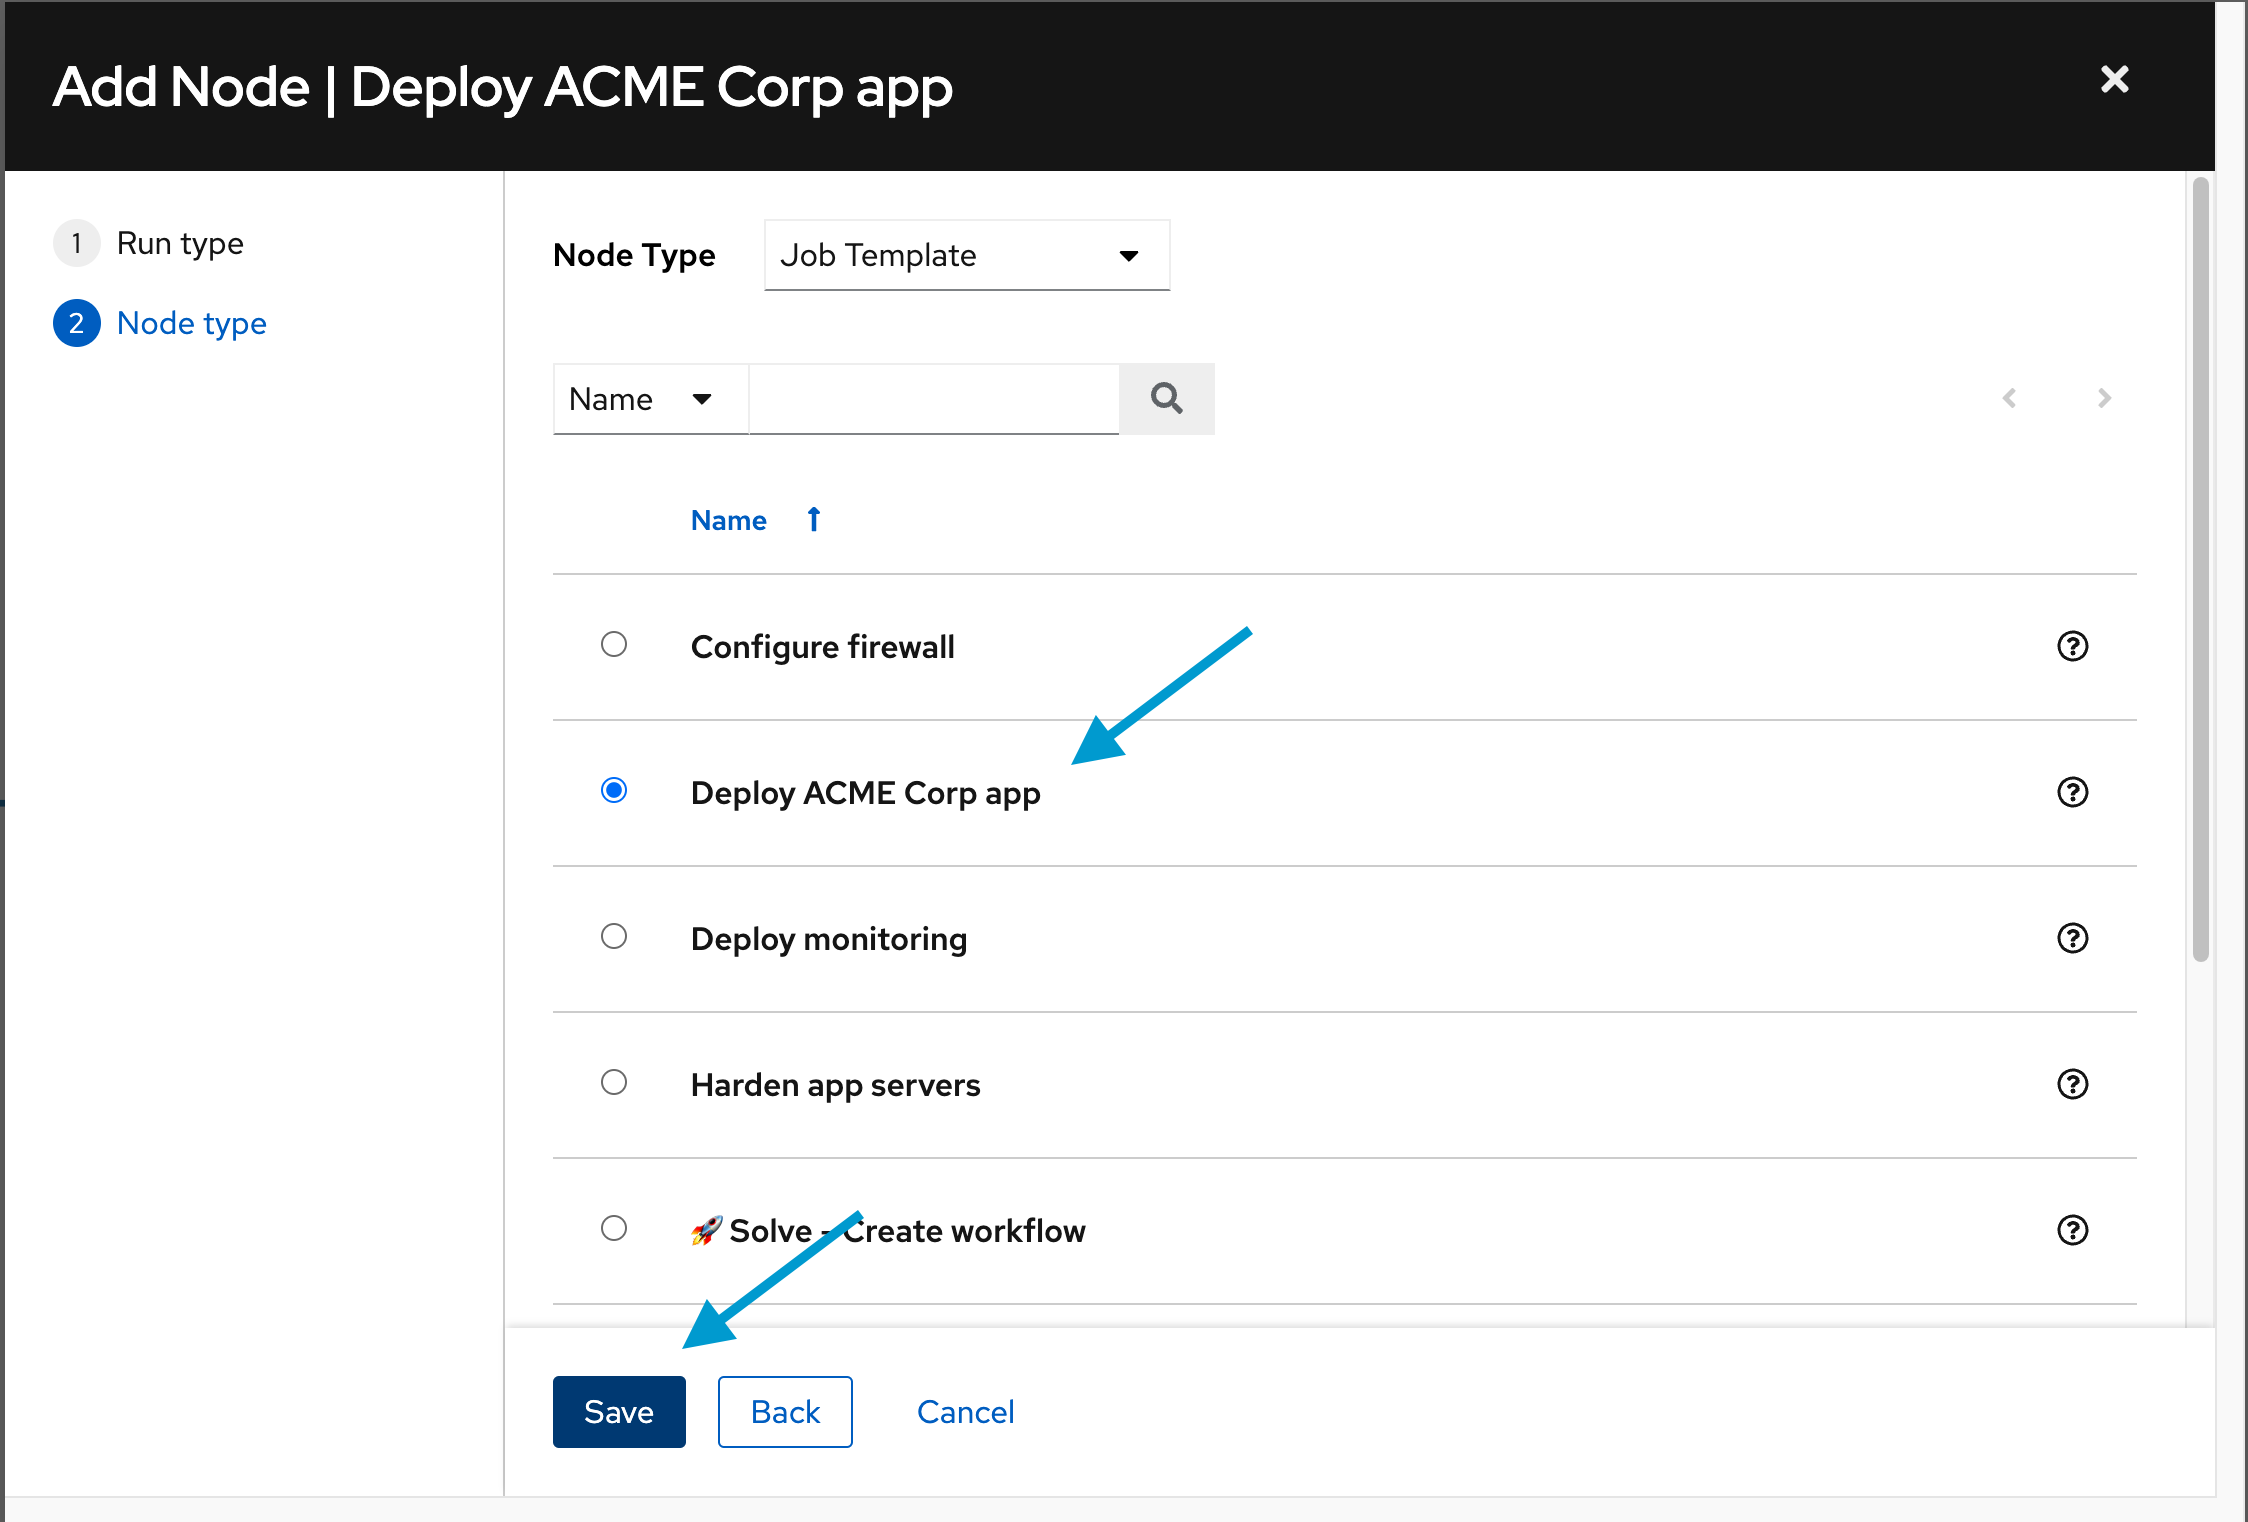 Add Node | Deploy ACME Corp app
1 Run type
2 Node type
Node Type Job Template
Name
Name
Configure firewall
Deploy ACME Corp app
Deploy monitoring
Harden app servers
🚀 Solve - Create workflow
Save Back Cancel